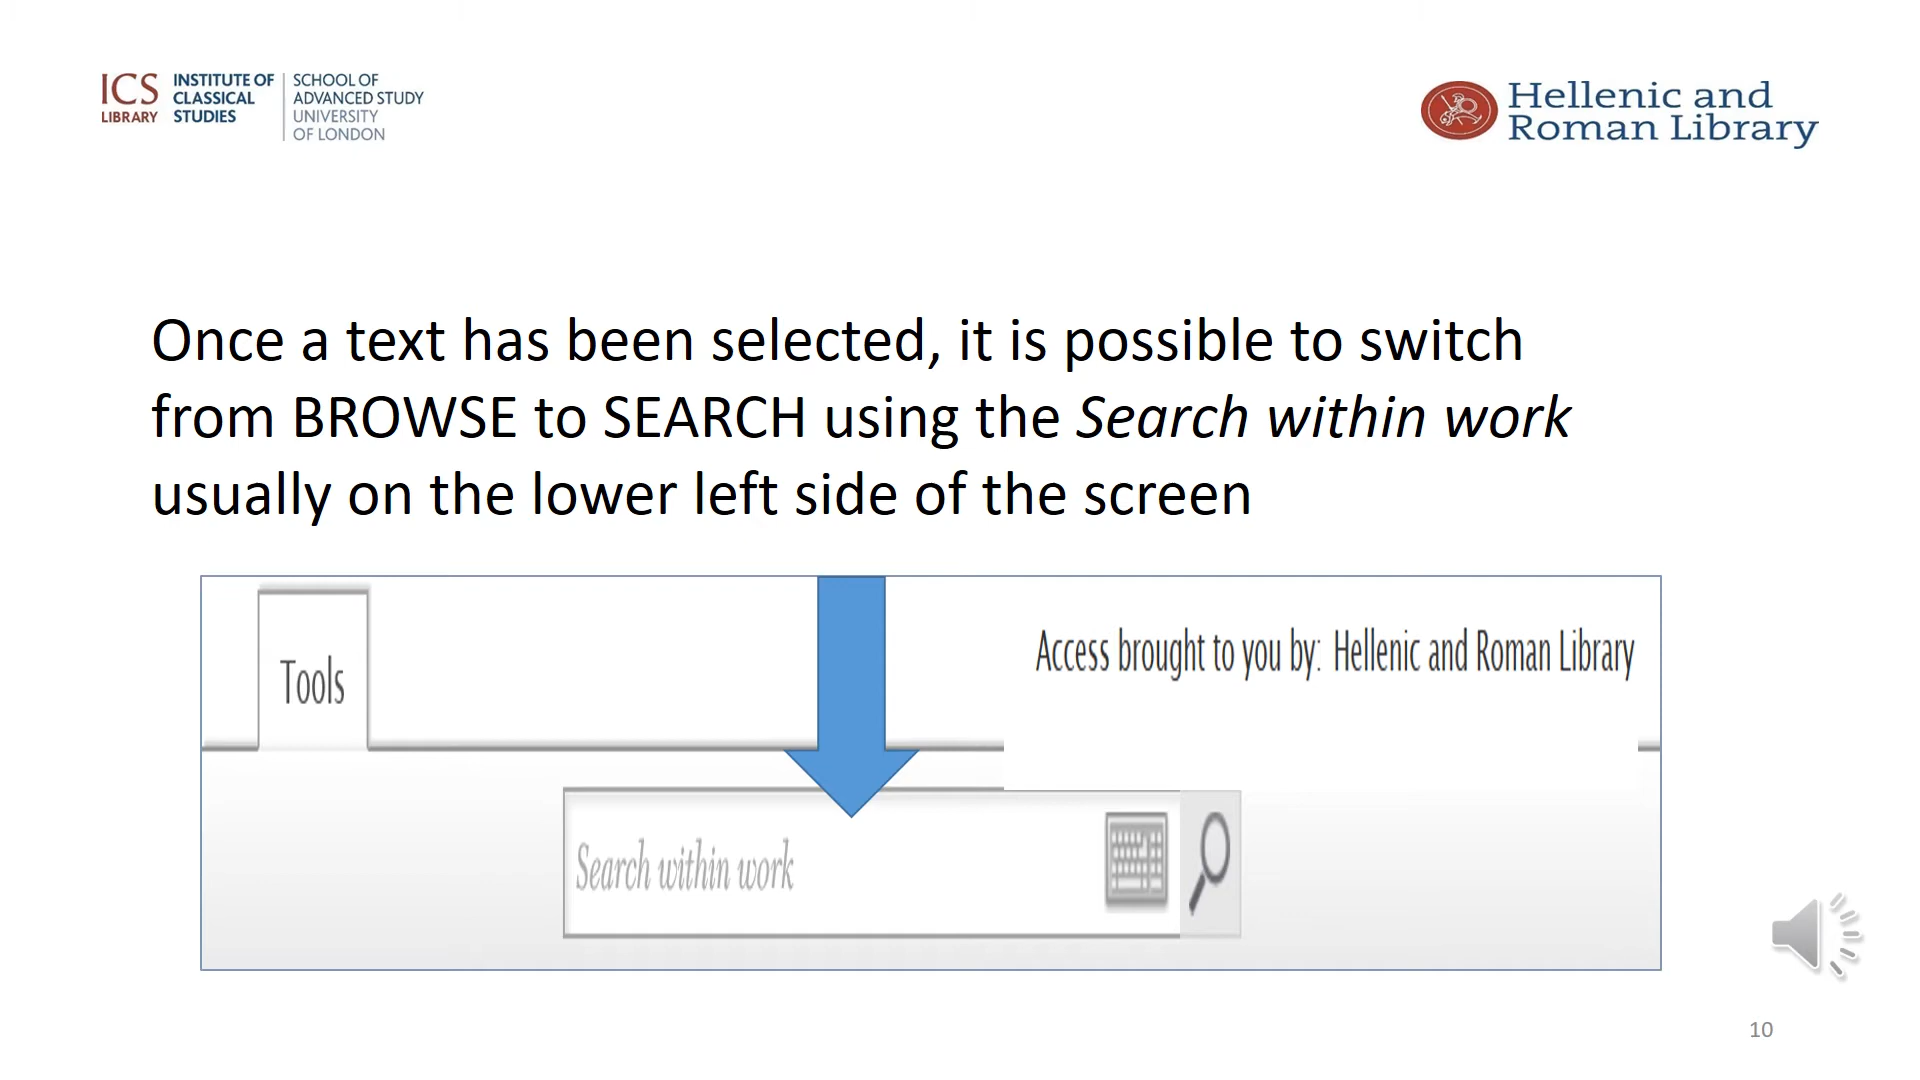 ICS
LIBRARY
INSTITUTE OF
CLASSICAL
STUDIES
SCHOOL OF
ADVANCED STUDY
UNIVERSITY
OF LONDON
Hellenic and
Roman Library
Once a text has been selected, it is possible to switch
from BROWSE to SEARCH using the Search within work
usually on the lower left side of the screen
Tools
Access brought to you by: Hellenic and Roman Library
Search within work
10